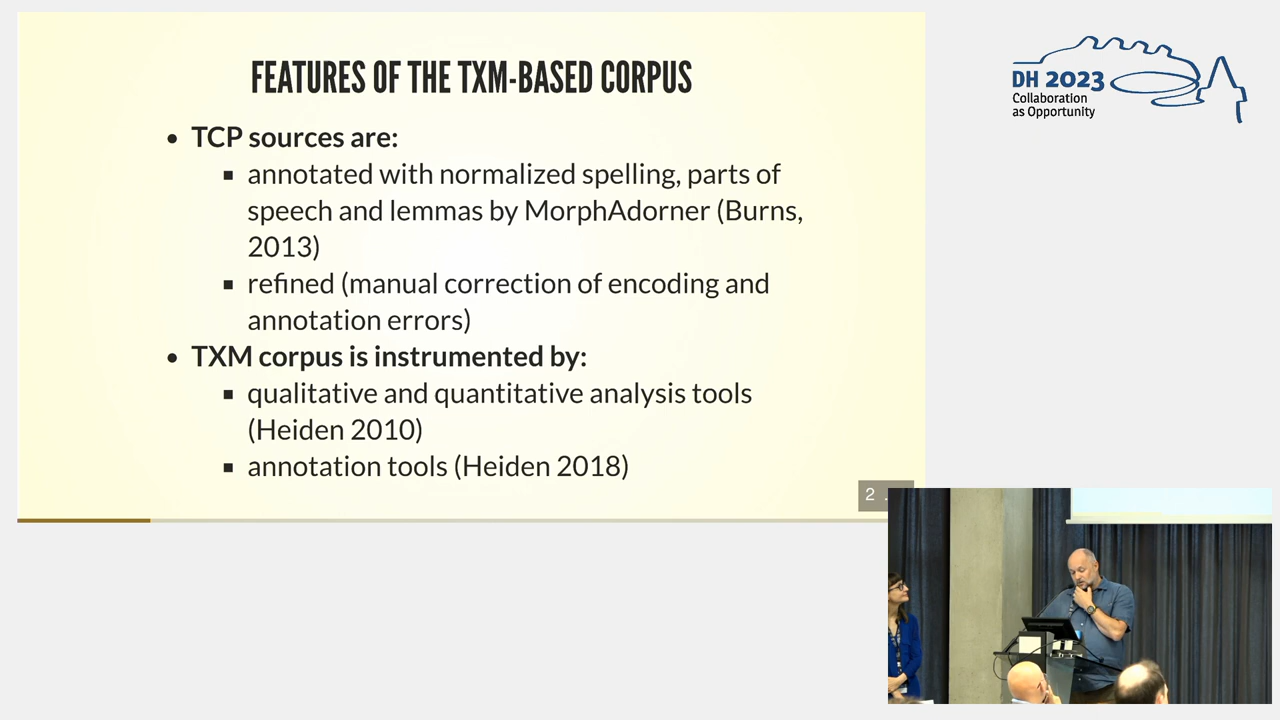 FEATURES OF THE TXM-BASED CORPUS
• TCP sources are:
▪ annotated with normalized spelling, parts of
speech and lemmas by MorphAdorner (Burns,
2013)
▪ refined (manual correction of encoding and
annotation errors)
• TXM corpus is instrumented by:
▪ qualitative and quantitative analysis tools
(Heiden 2010)
▪ annotation tools (Heiden 2018)
2 .
DH 2023
Collaboration
as Opportunity